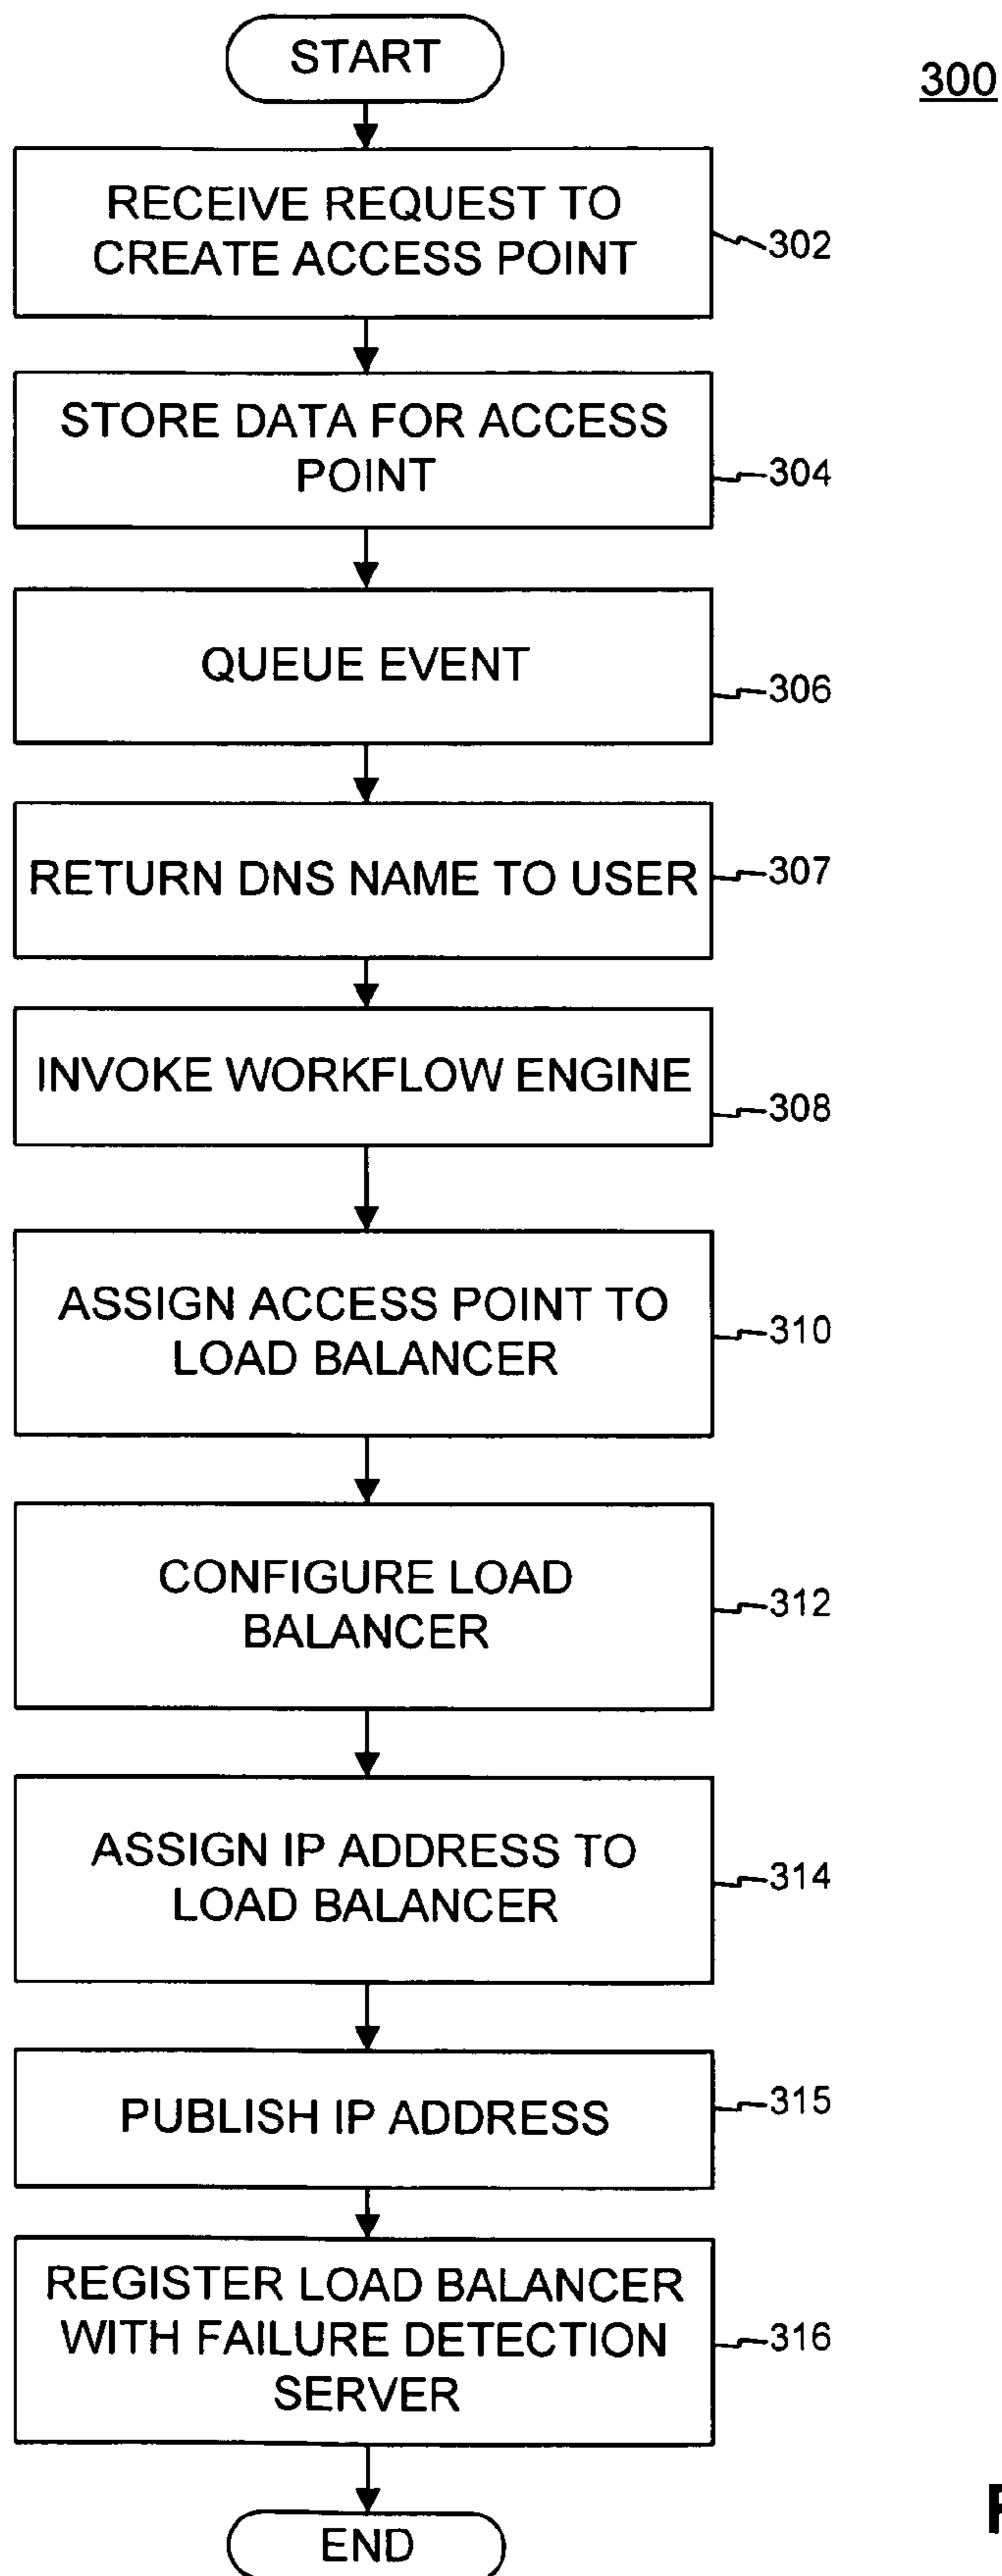 START
300
RECEIVE REQUEST TO
CREATE ACCESS POINT
302
STORE DATA FOR ACCESS
POINT
304
QUEUE EVENT
306
RETURN DNS NAME TO USER
307
INVOKE WORKFLOW ENGINE
308
ASSIGN ACCESS POINT TO
LOAD BALANCER
310
CONFIGURE LOAD
BALANCER
312
ASSIGN IP ADDRESS TO
LOAD BALANCER
314
PUBLISH IP ADDRESS
315
REGISTER LOAD BALANCER
WITH FAILURE DETECTION
SERVER
316
END